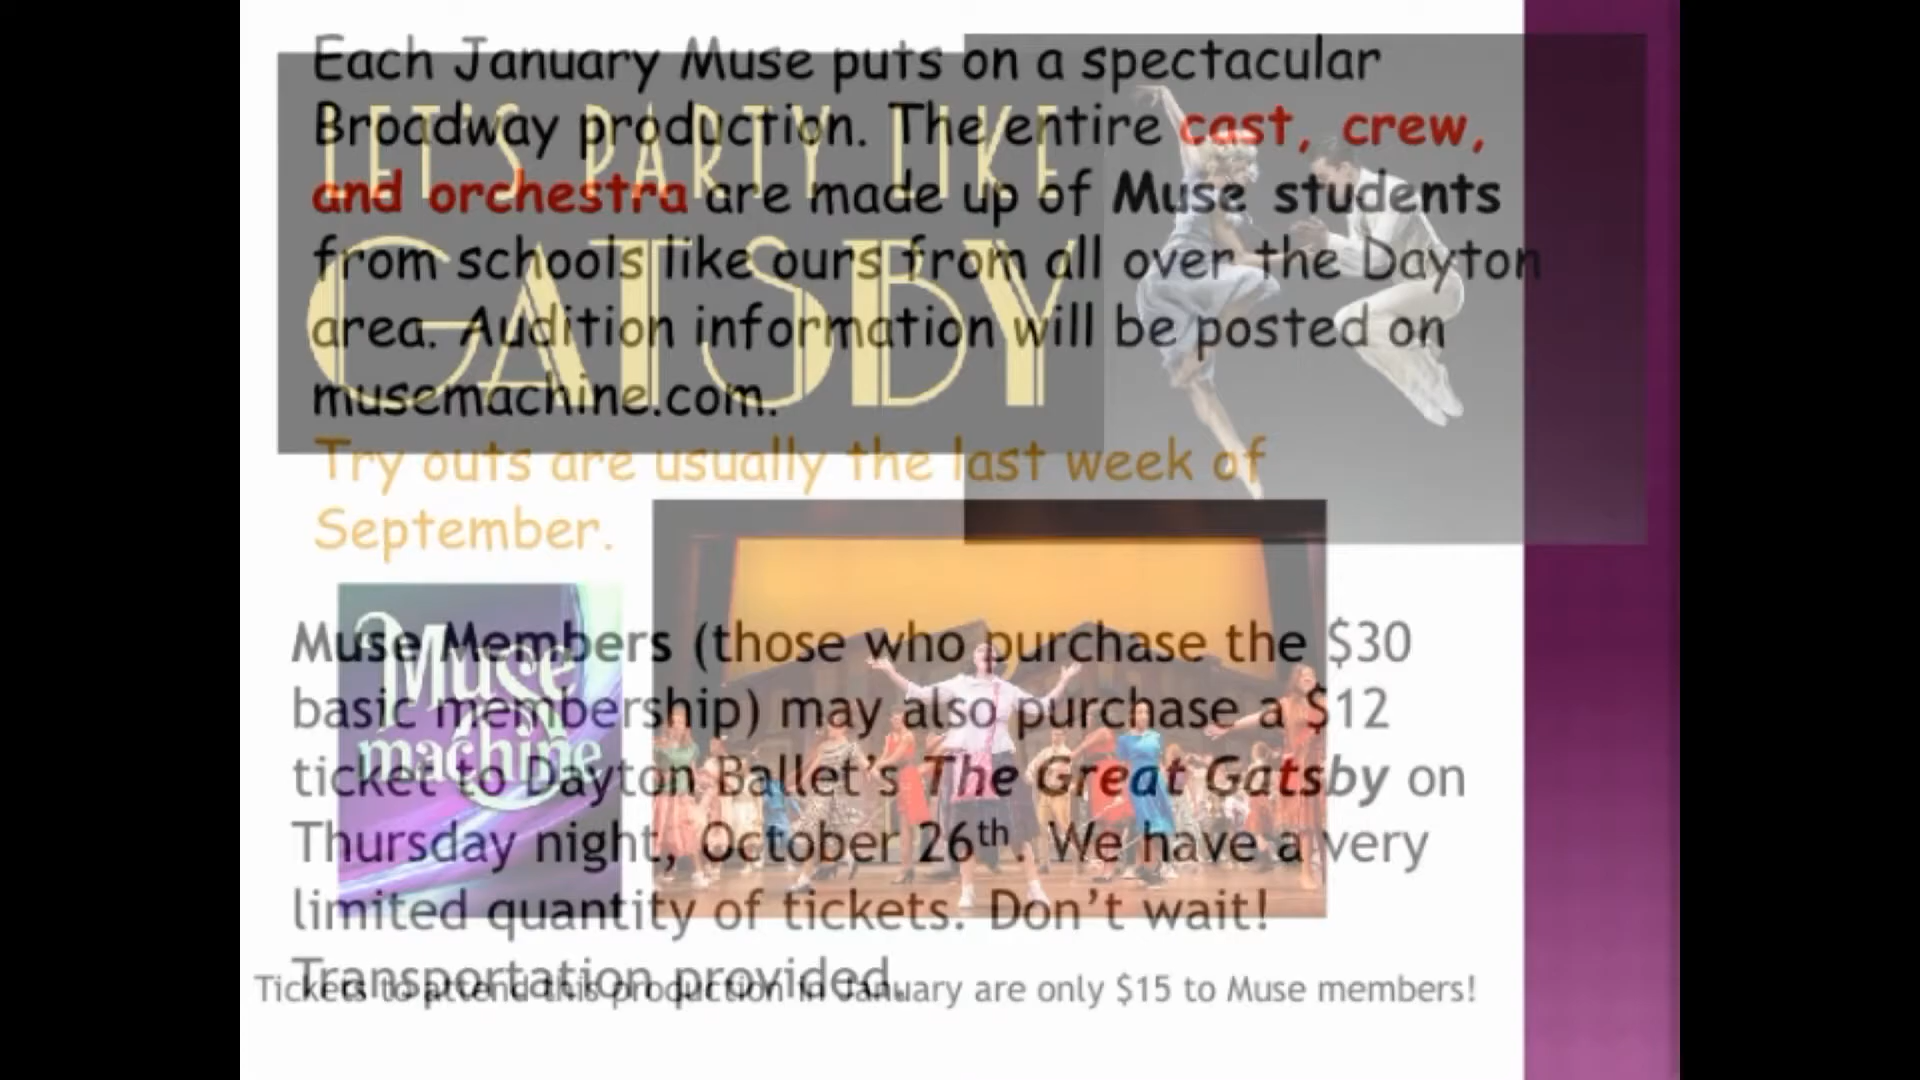 Each January Muse puts on a spectacular
Broadway production. The entire cast, crew,
and orchestra are made up of Muse students
from schools like ours from all over the Dayton
area. Audition information will be posted on
musemachine.com.
Try outs are usually the last week of
September.
LET'S PARTY LIKE
GATSBY
Muse
machine
Muse Members (those who purchase the $30
basic membership) may also purchase a $12
ticket to Dayton Ballet’s The Great Gatsby on
Thursday night, October 26th. We have a very
limited quantity of tickets. Don’t wait!
Transportation provided.
Tickets to attend this production in January are only $15 to Muse members!